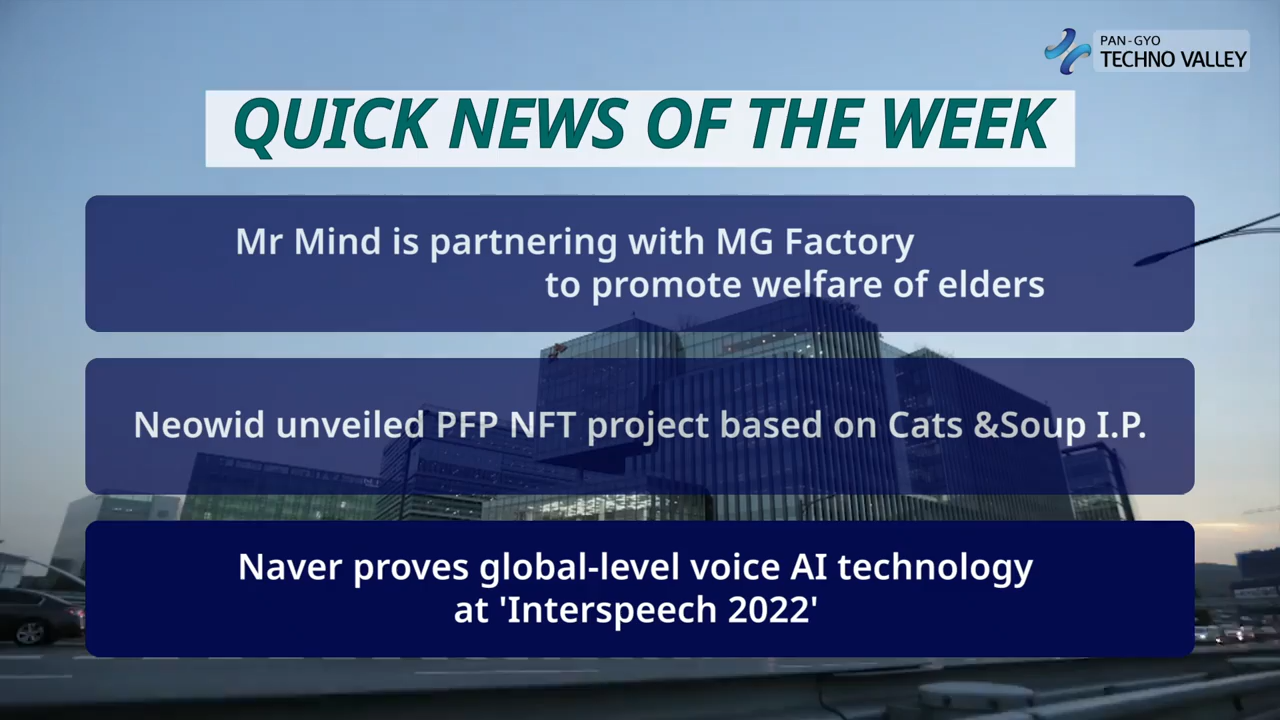 PAN-GYO
TECHNO VALLEY
QUICK NEWS OF THE WEEK
Mr Mind is partnering with MG Factory
to promote welfare of elders
Neowid unveiled PFP NFT project based on Cats &Soup I.P.
Naver proves global-level voice AI technology
at 'Interspeech 2022'